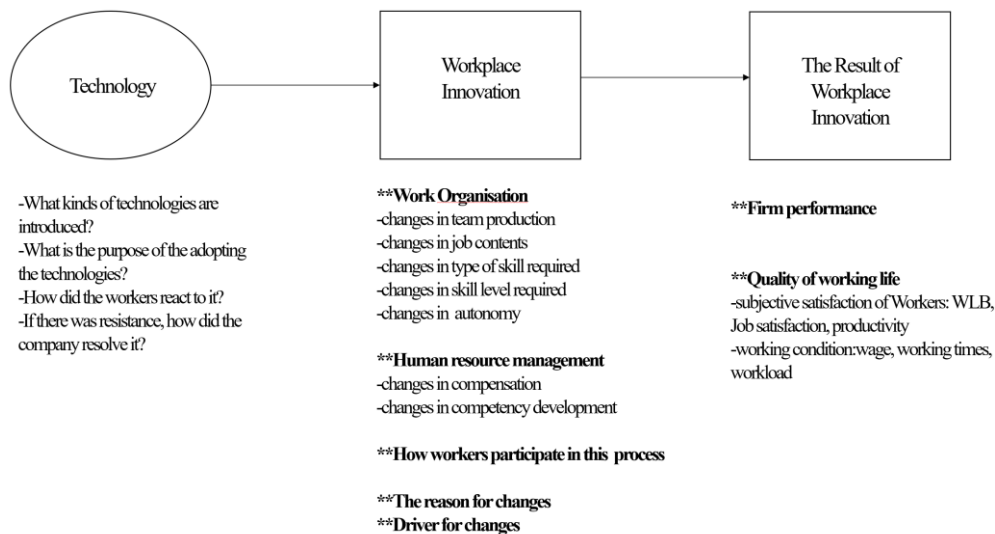 Technology
Workplace
Innovation
The Result of
Workplace
Innovation
-What kinds of technologies are
introduced?
-What is the purpose of the adopting
the technologies?
-How did the workers react to it?
-If there was resistance, how did the
company resolve it?
**Work Organisation
-changes in team production
-changes in job contents
-changes in type of skill required
-changes in skill level required
-changes in autonomy
**Human resource management
-changes in compensation
-changes in competency development
**How workers participate in this process
**The reason for changes
**Driver for changes
**Firm performance
**Quality of working life
-subjective satisfaction of Workers: WLB,
Job satisfaction, productivity
-working condition:wage, working times,
workload